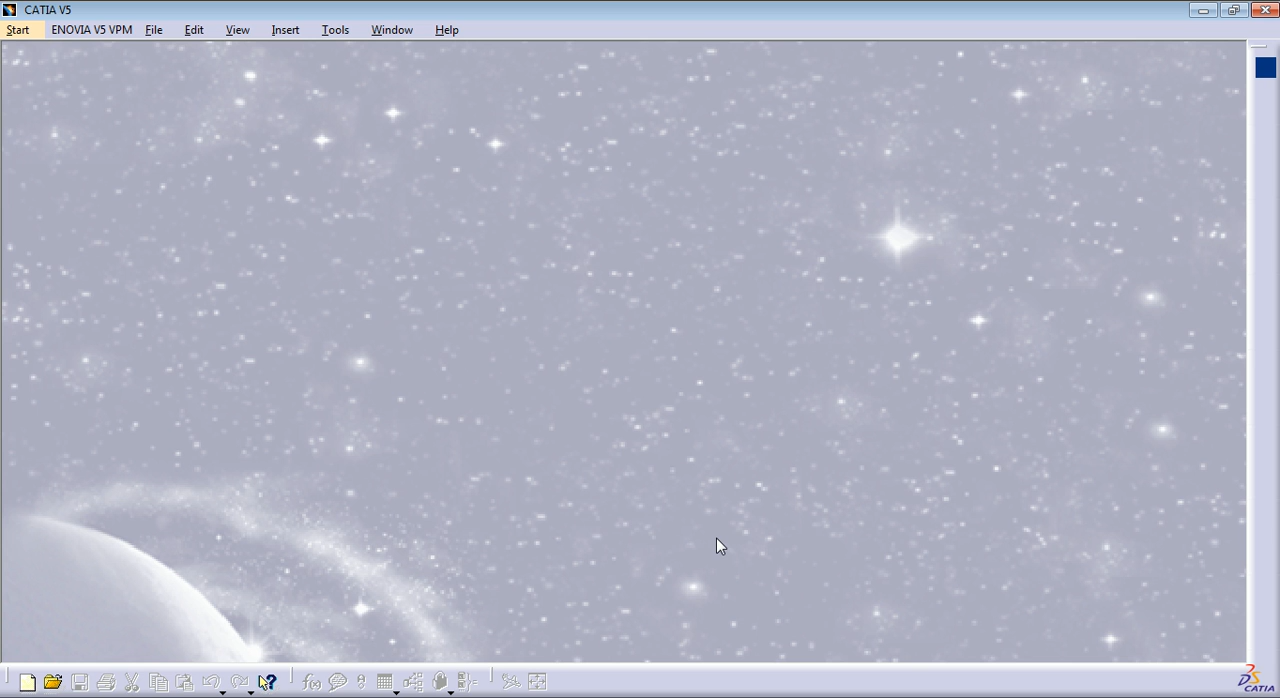 CATIA V5
Start ENOVIA V5 VPM File Edit View Insert Tools Window Help
f(x)
CATIA